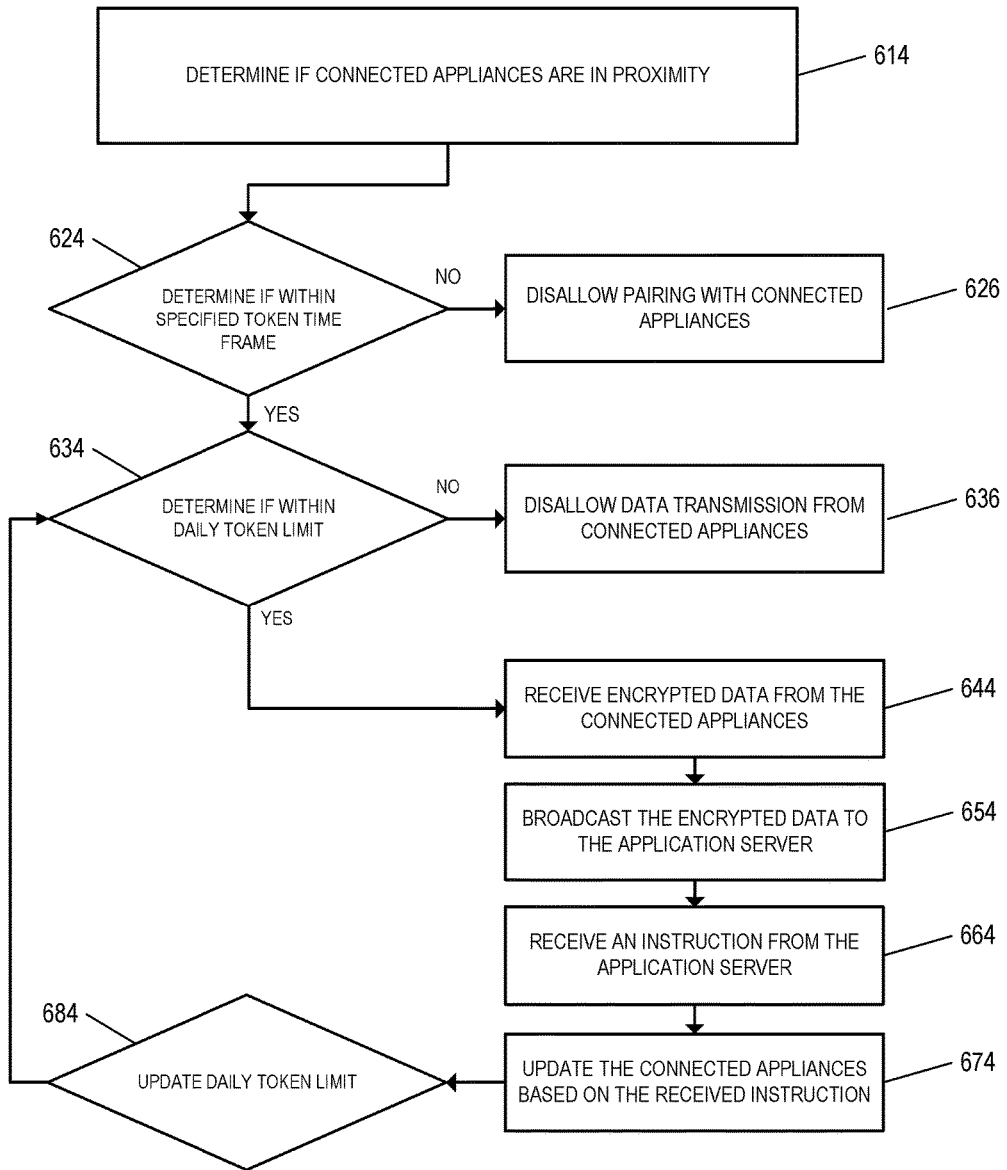 DETERMINE IF CONNECTED APPLIANCES ARE IN PROXIMITY
614
624
DETERMINE IF WITHIN
SPECIFIED TOKEN TIME
FRAME
NO
DISALLOW PAIRING WITH CONNECTED
APPLIANCES
626
YES
634
DETERMINE IF WITHIN
DAILY TOKEN LIMIT
NO
DISALLOW DATA TRANSMISSION FROM
CONNECTED APPLIANCES
636
YES
RECEIVE ENCRYPTED DATA FROM THE
CONNECTED APPLIANCES
644
BROADCAST THE ENCRYPTED DATA TO
THE APPLICATION SERVER
654
RECEIVE AN INSTRUCTION FROM THE
APPLICATION SERVER
664
UPDATE THE CONNECTED APPLIANCES
BASED ON THE RECEIVED INSTRUCTION
674
684
UPDATE DAILY TOKEN LIMIT